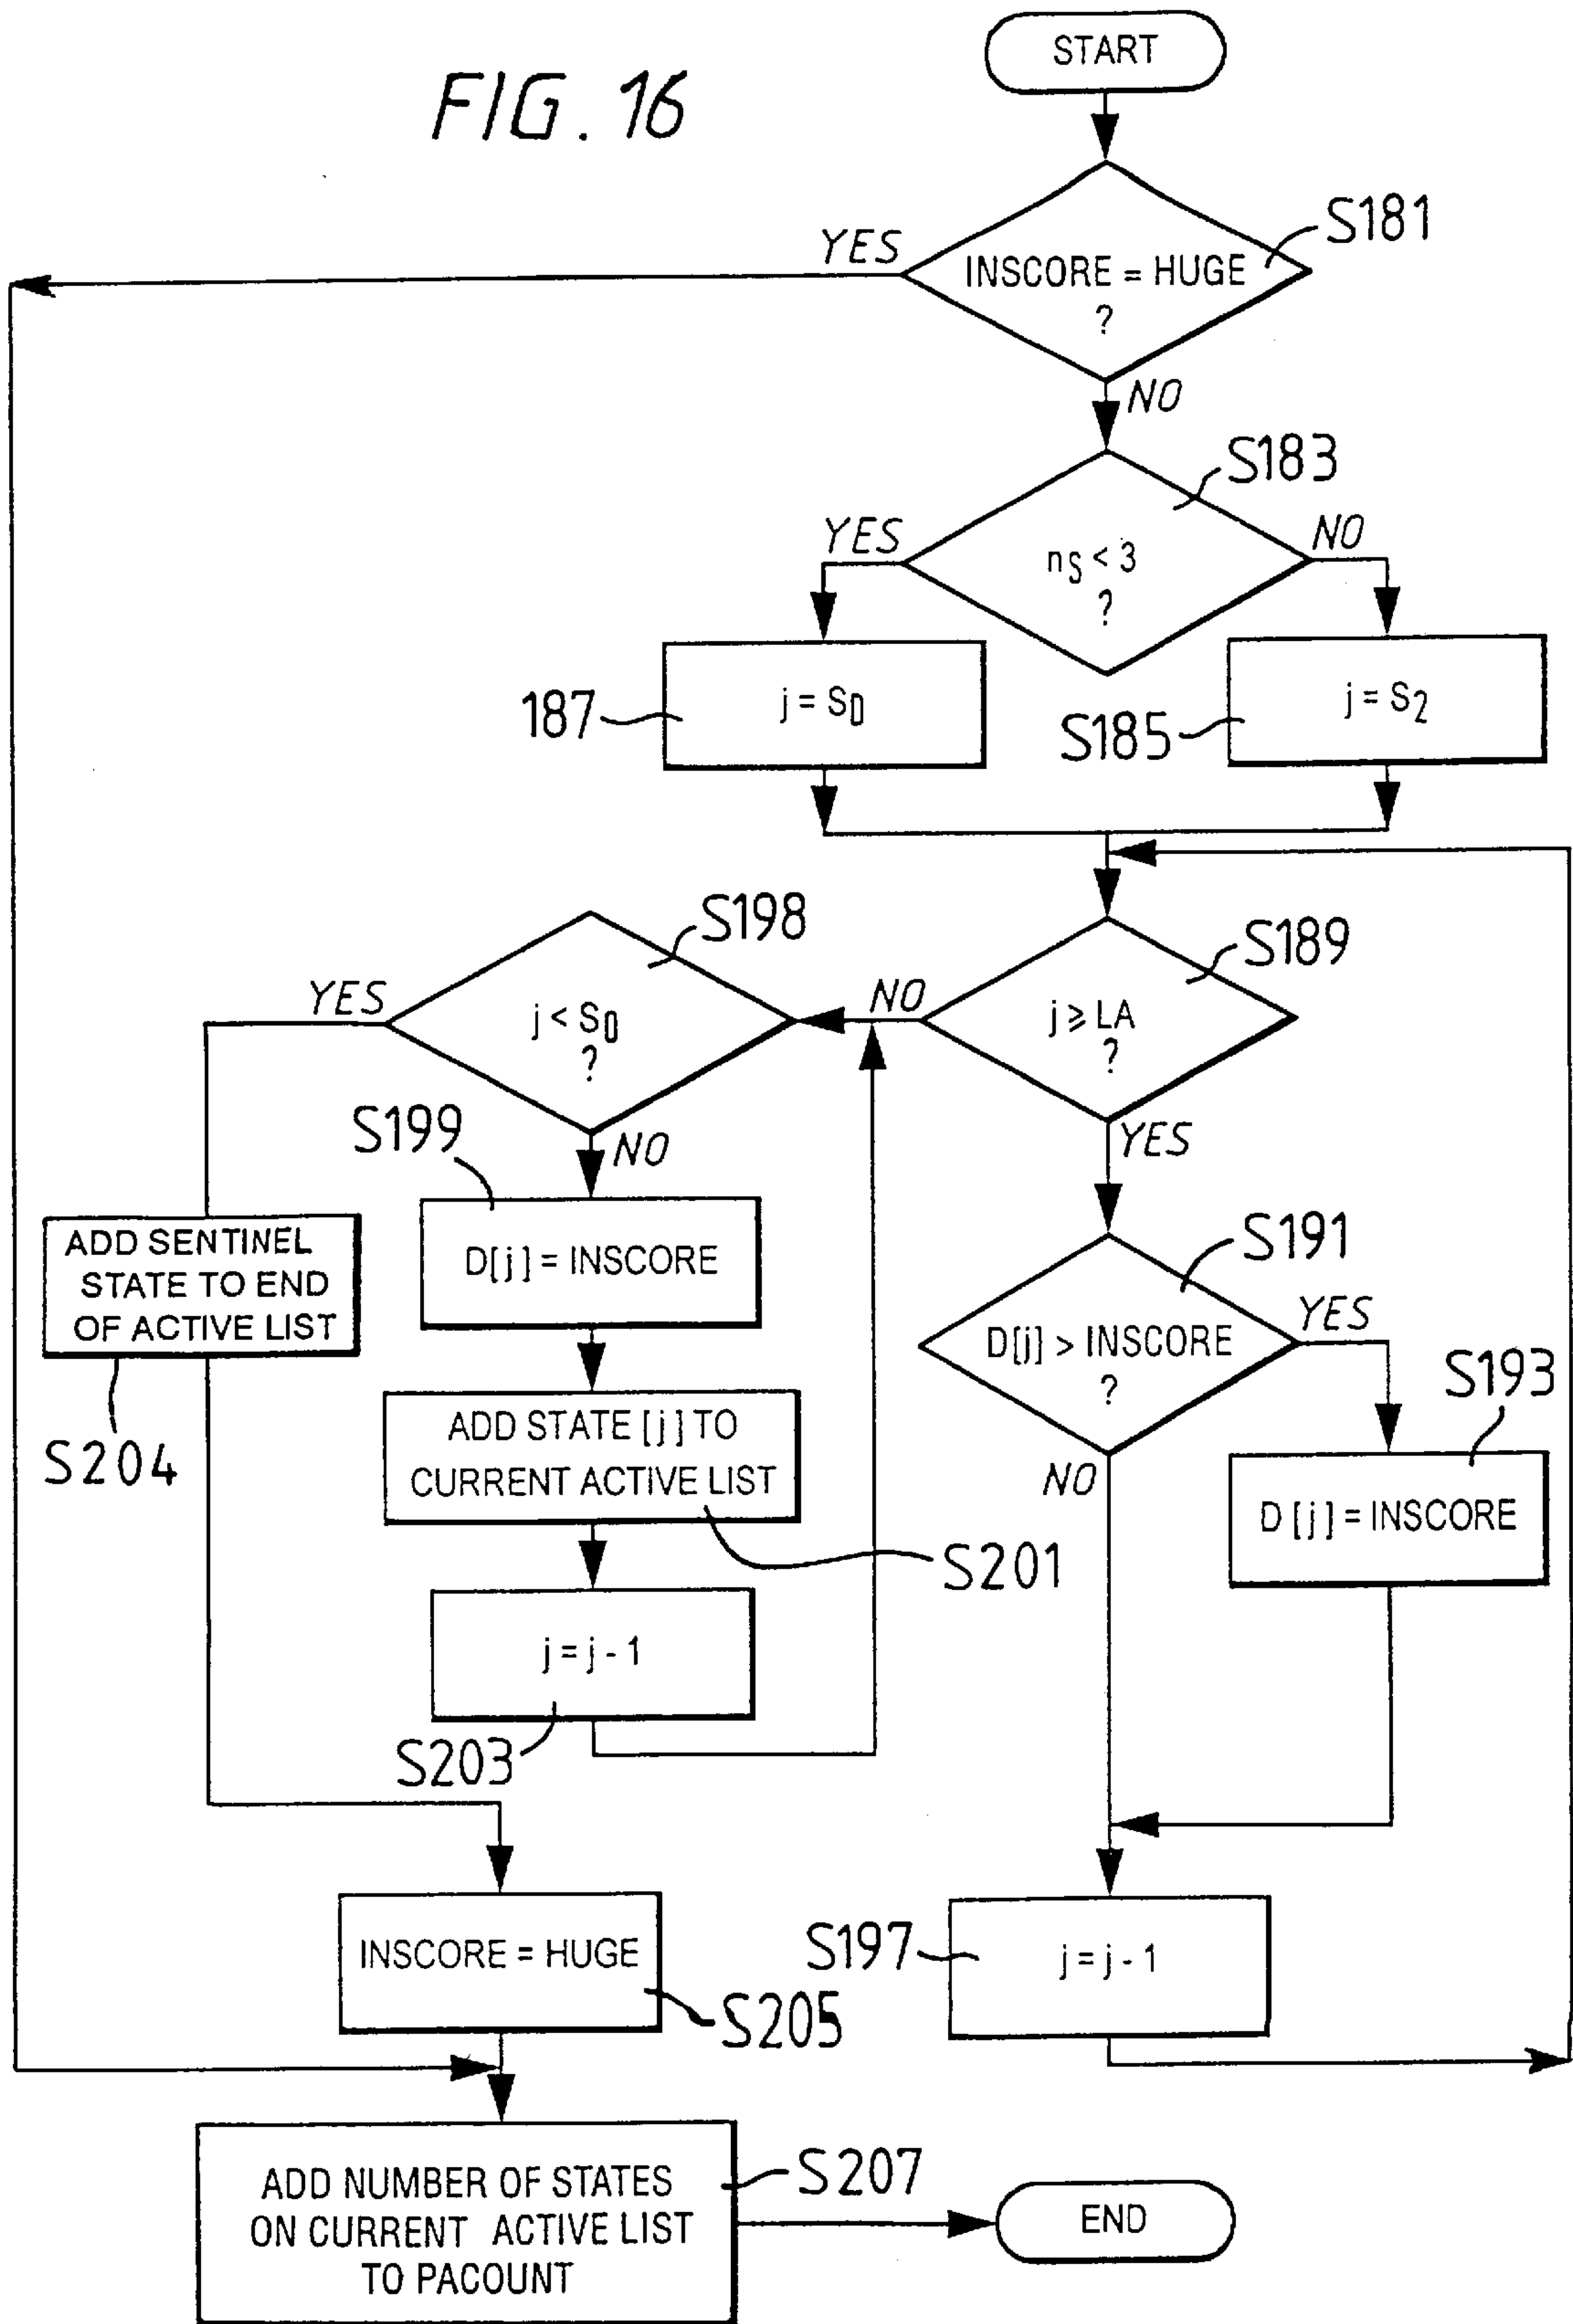 FIG. 16
START
S181
YES
INSCORE = HUGE
?
NO
S183
YES
NO
nS < 3
?
187
j = S0
S185
j = S2
S198
S189
YES
NO
j < S0
?
j ≥ LA
?
S199
NO
YES
D[j] = INSCORE
S191
YES
ADD SENTINEL
STATE TO END
OF ACTIVE LIST
D[j] > INSCORE
?
S193
S204
ADD STATE [j] TO
CURRENT ACTIVE LIST
NO
D [j] = INSCORE
S201
j = j - 1
S203
INSCORE = HUGE
S205
S197
j = j - 1
ADD NUMBER OF STATES
ON CURRENT ACTIVE LIST
TO PACOUNT
S207
END